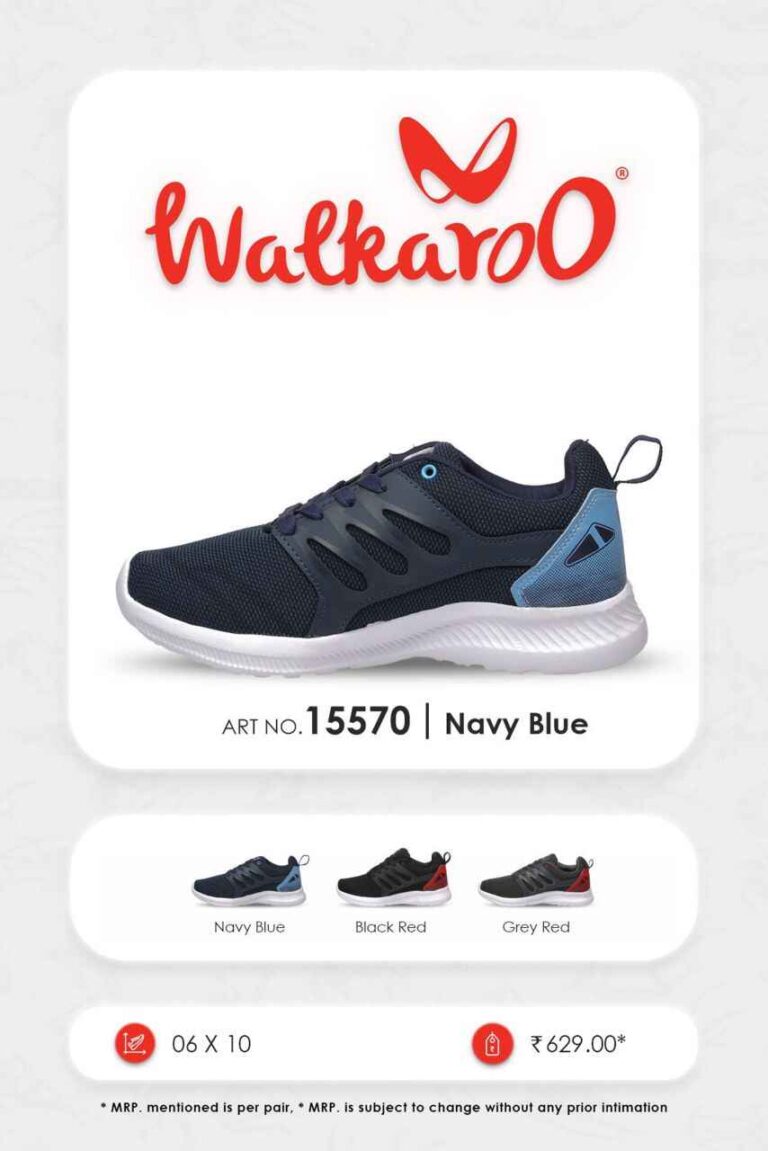 Walkaroo®
ART NO. 15570 | Navy Blue
Navy Blue
Black Red
Grey Red
06 X 10
₹629.00*
* MRP. mentioned is per pair, * MRP. is subject to change without any prior intimation